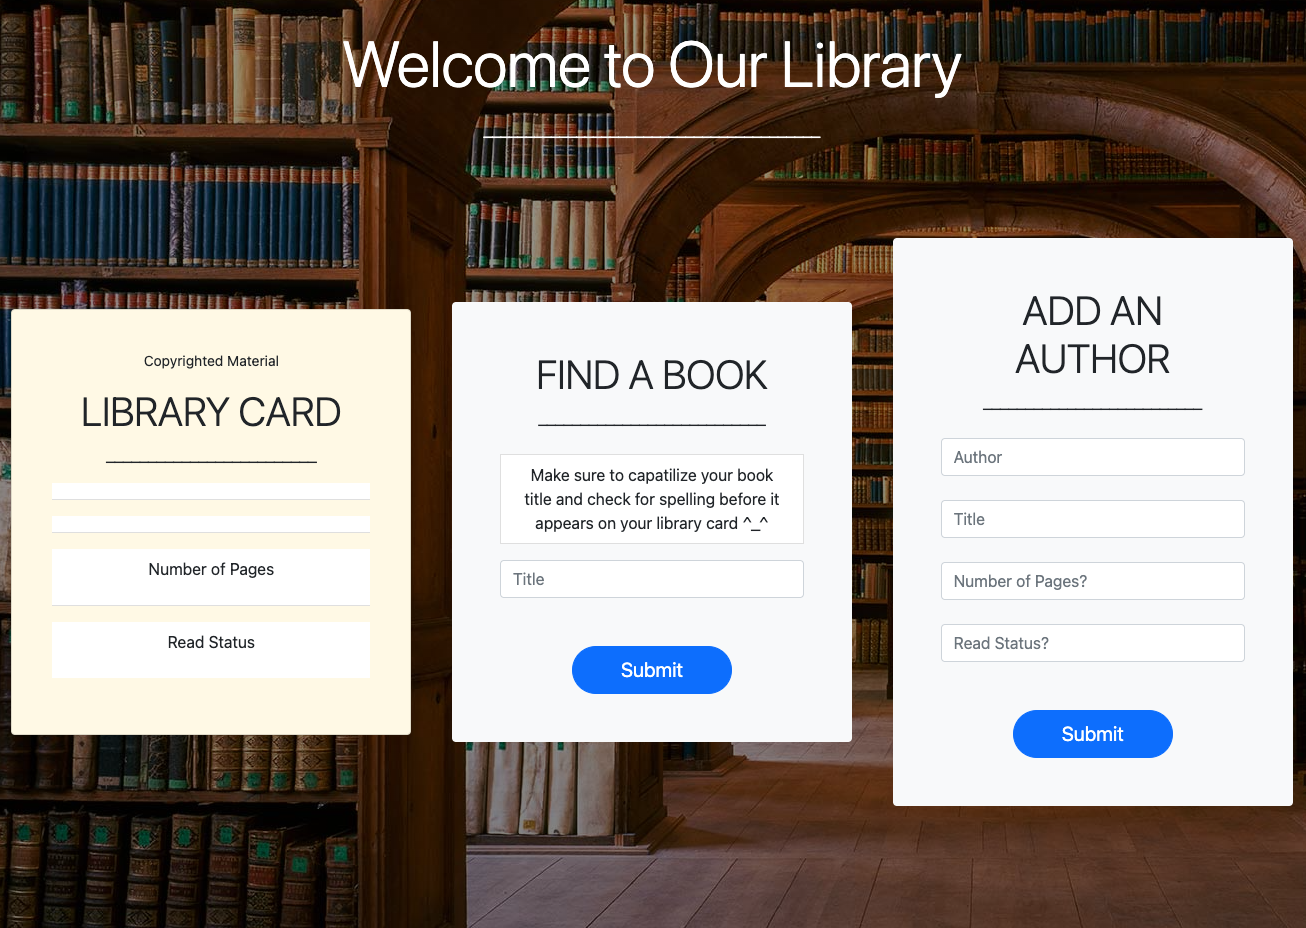 Welcome to Our Library
Copyrighted Material
LIBRARY CARD
Number of Pages
Read Status
FIND A BOOK
Make sure to capatilize your book
title and check for spelling before it
appears on your library card ^_^
Title
Submit
ADD AN
AUTHOR
Author
Title
Number of Pages?
Read Status?
Submit